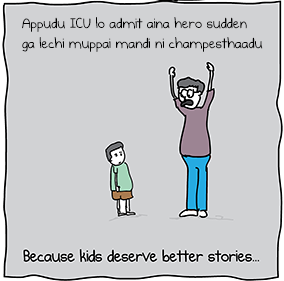 Appudu ICU lo admit aina hero sudden
ga lechi muppai mandi ni champesthaadu
Because kids deserve better stories...